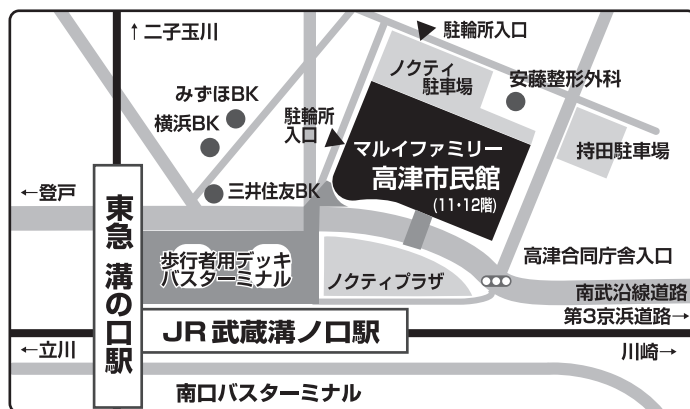 ↑二子玉川
駐輪所入口
ノクティ
駐車場
安藤整形外科
みずほBK
横浜BK
駐輪所
入口
マルイファミリー
高津市民館
(11・12階)
持田駐車場
←登戸
三井住友BK
東急 溝の口駅
歩行者用デッキ
バスターミナル
ノクティプラザ
高津合同庁舎入口
南武沿線道路
第3京浜道路→
JR武蔵溝ノ口駅
←立川
川崎→
南口バスターミナル